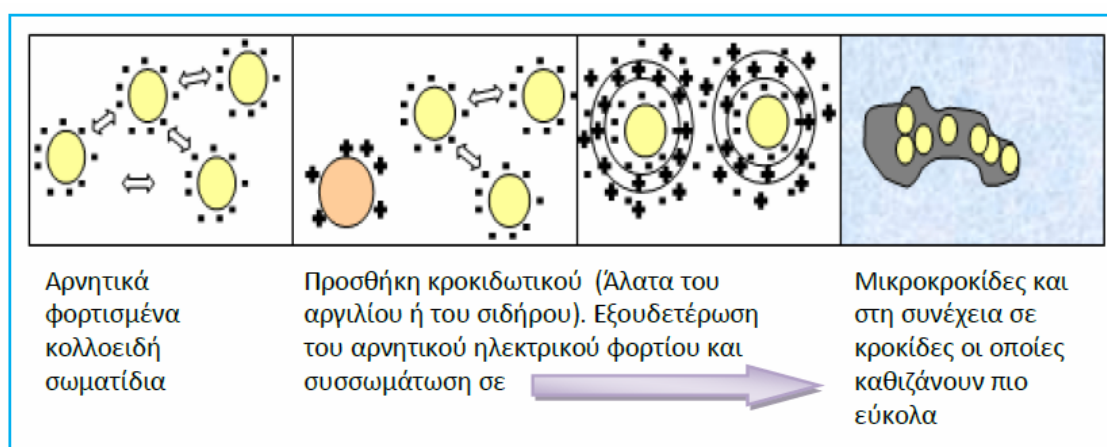 Αρνητικά
φορτισμένα
κολλοειδή
σωματίδια
Προσθήκη κροκιδωτικού (Άλατα του
αργιλίου ή του σιδήρου). Εξουδετέρωση
του αρνητικού ηλεκτρικού φορτίου και
συσσωμάτωση σε
Μικροκροκίδες και
στη συνέχεια σε
κροκίδες οι οποίες
καθιζάνουν πιο
εύκολα